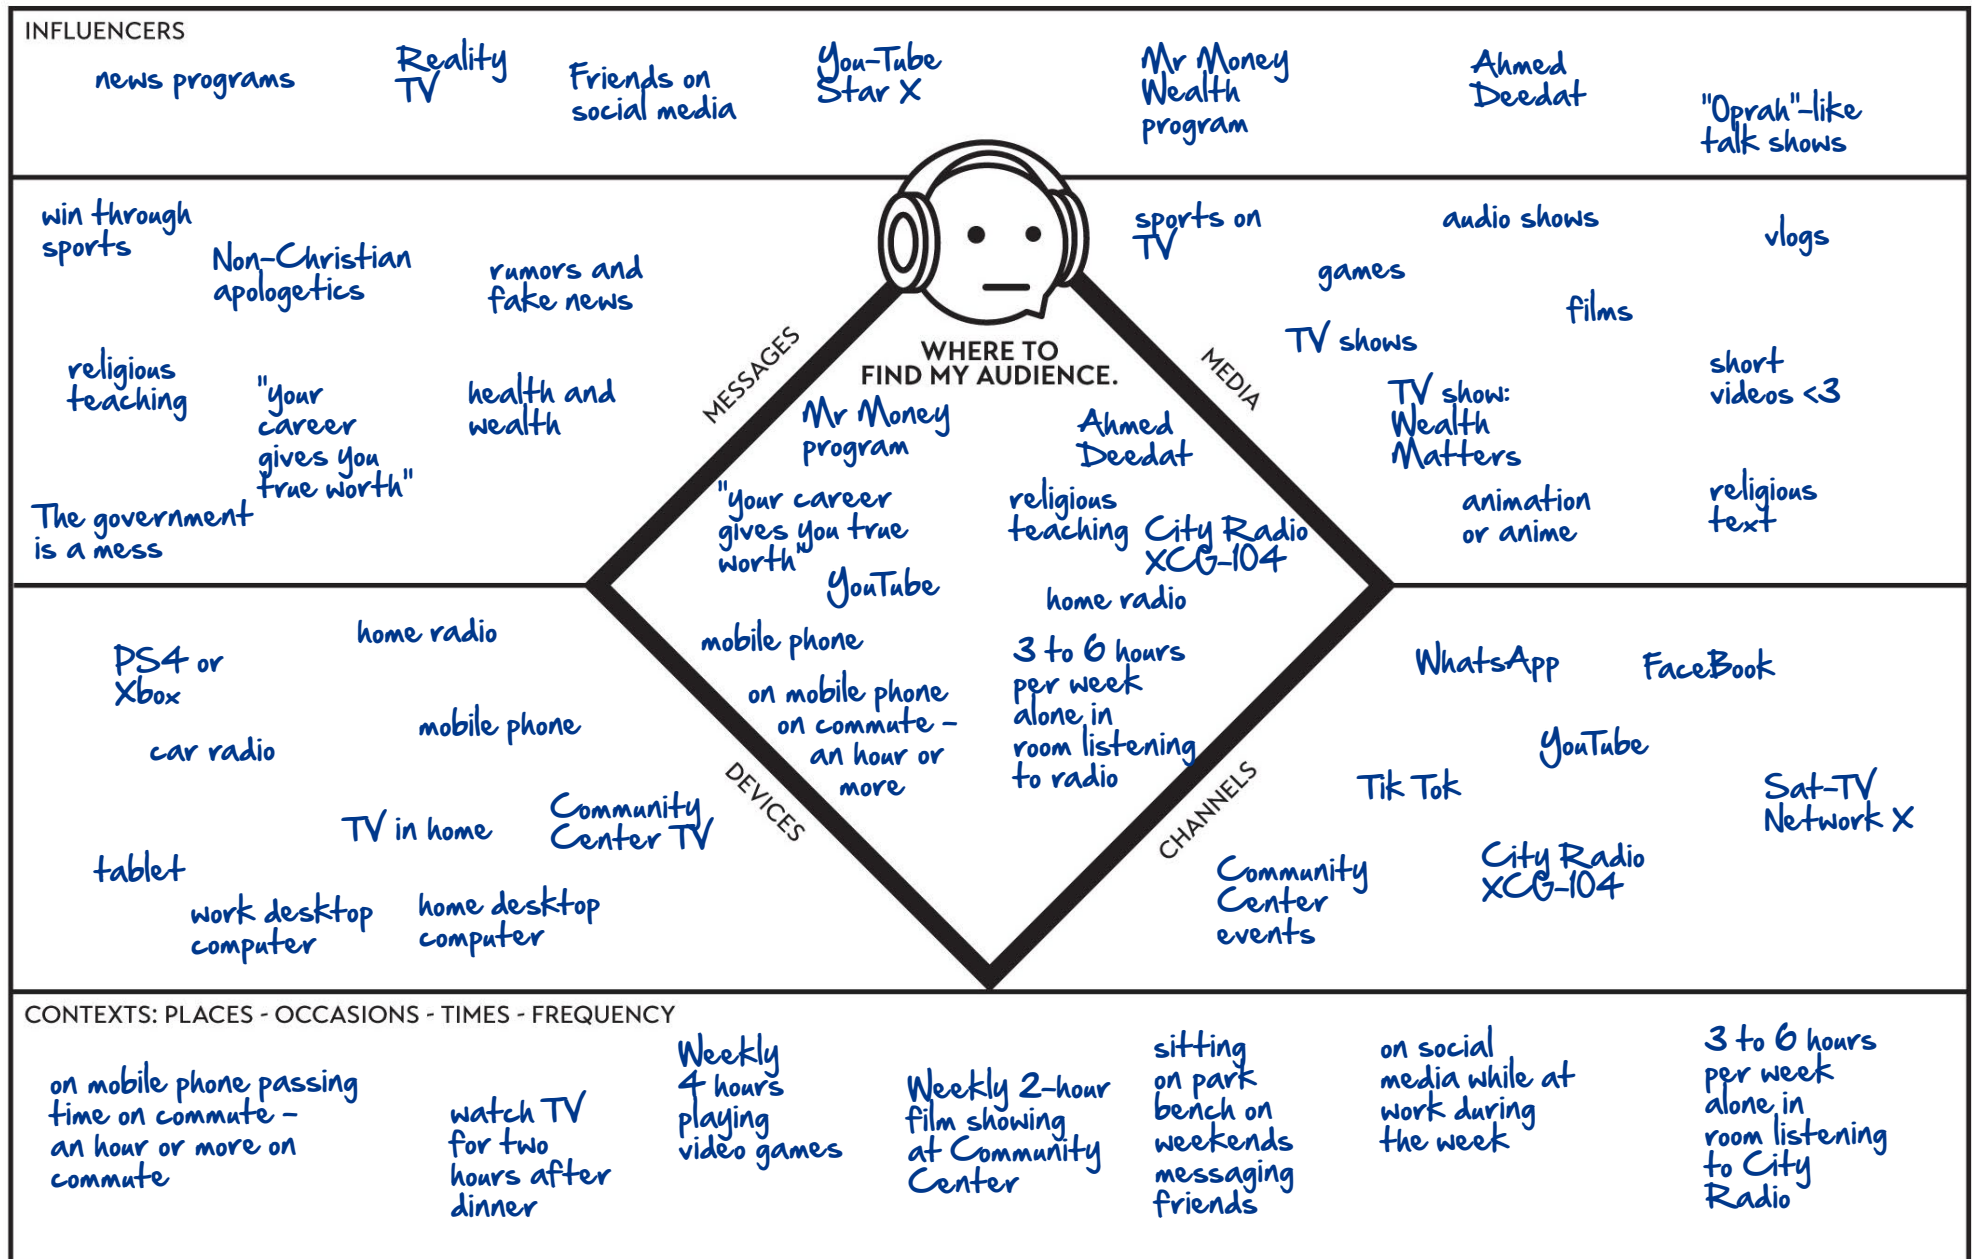 INFLUENCERS
news programs
Reality
TV
Friends on
social media
You-Tube
Star X
Mr Money
Wealth
program
Ahmed
Deedat
"Oprah"-like
talk shows
win through
sports
Non-Christian
apologetics
rumors and
fake news
religious
teaching
"Your
career
gives you
true worth"
health and
wealth
The government
is a mess
MESSAGES
sports on
TV
audio shows
vlogs
games
films
TV shows
short
videos <3
TV show:
Wealth
Matters
animation
or anime
religious
text
MEDIA
WHERE TO
FIND MY AUDIENCE.
Mr Money
program
Ahmed
Deedat
"Your career
gives you true
worth"
religious
teaching
City Radio
XCG-104
YouTube
home radio
mobile phone
on mobile phone
on commute -
an hour or
more
3 to 6 hours
per week
alone in
room listening
to radio
DEVICES
home radio
PS4 or
Xbox
mobile phone
car radio
TV in home
Community
Center TV
tablet
work desktop
computer
home desktop
computer
CHANNELS
WhatsApp
FaceBook
YouTube
Tik Tok
Sat-TV
Network X
City Radio
XCG-104
Community
Center
events
CONTEXTS: PLACES - OCCASIONS - TIMES - FREQUENCY
on mobile phone passing
time on commute -
an hour or more on
commute
watch TV
for two
hours after
dinner
Weekly
4 hours
playing
video games
Weekly 2-hour
film showing
at Community
Center
sitting
on park
bench on
weekends
messaging
friends
on social
media while at
work during
the week
3 to 6 hours
per week
alone in
room listening
to City
Radio